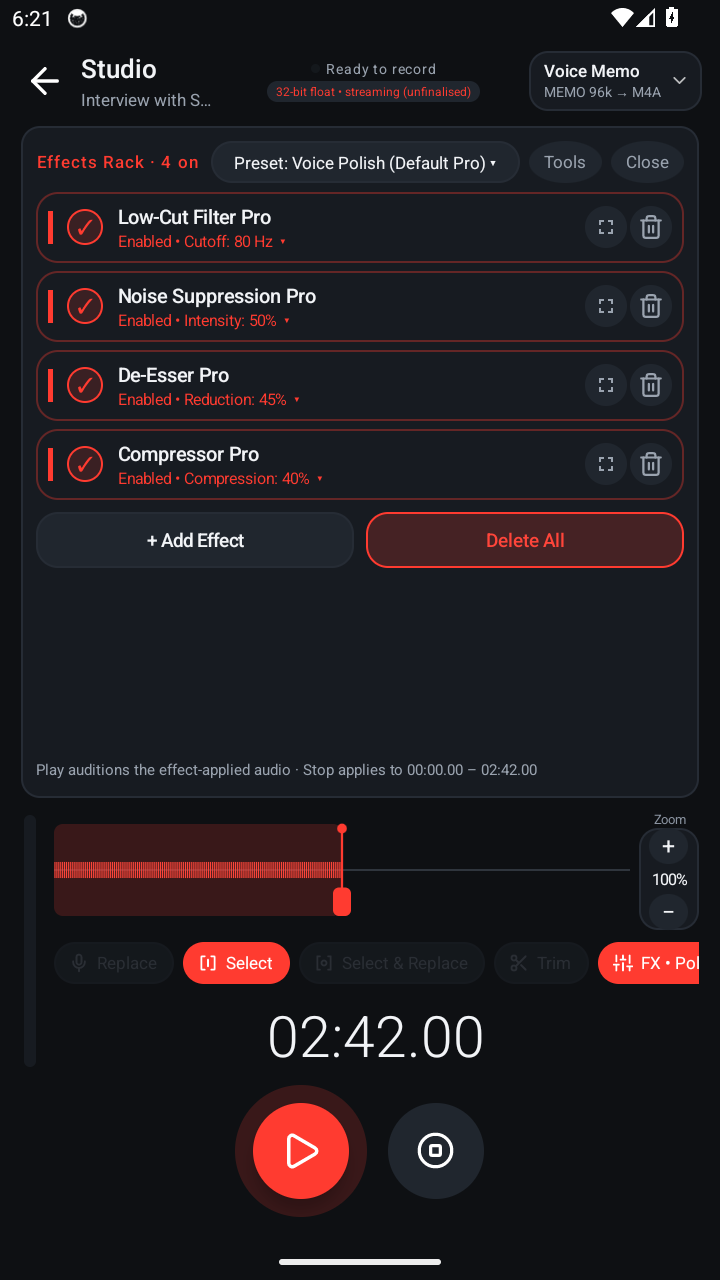 6:21
Studio
Interview with S…
Ready to record
32-bit float • streaming (unfinalised)
Voice Memo
MEMO 96k → M4A
Effects Rack · 4 on
Preset: Voice Polish (Default Pro) ▾
Tools
Close
Low-Cut Filter Pro
Enabled • Cutoff: 80 Hz ▾
Noise Suppression Pro
Enabled • Intensity: 50% ▾
De-Esser Pro
Enabled • Reduction: 45% ▾
Compressor Pro
Enabled • Compression: 40% ▾
+ Add Effect
Delete All
Play auditions the effect-applied audio · Stop applies to 00:00.00 – 02:42.00
Zoom
+
100%
−
Replace
Select
Select & Replace
Trim
FX • Pol
02:42.00